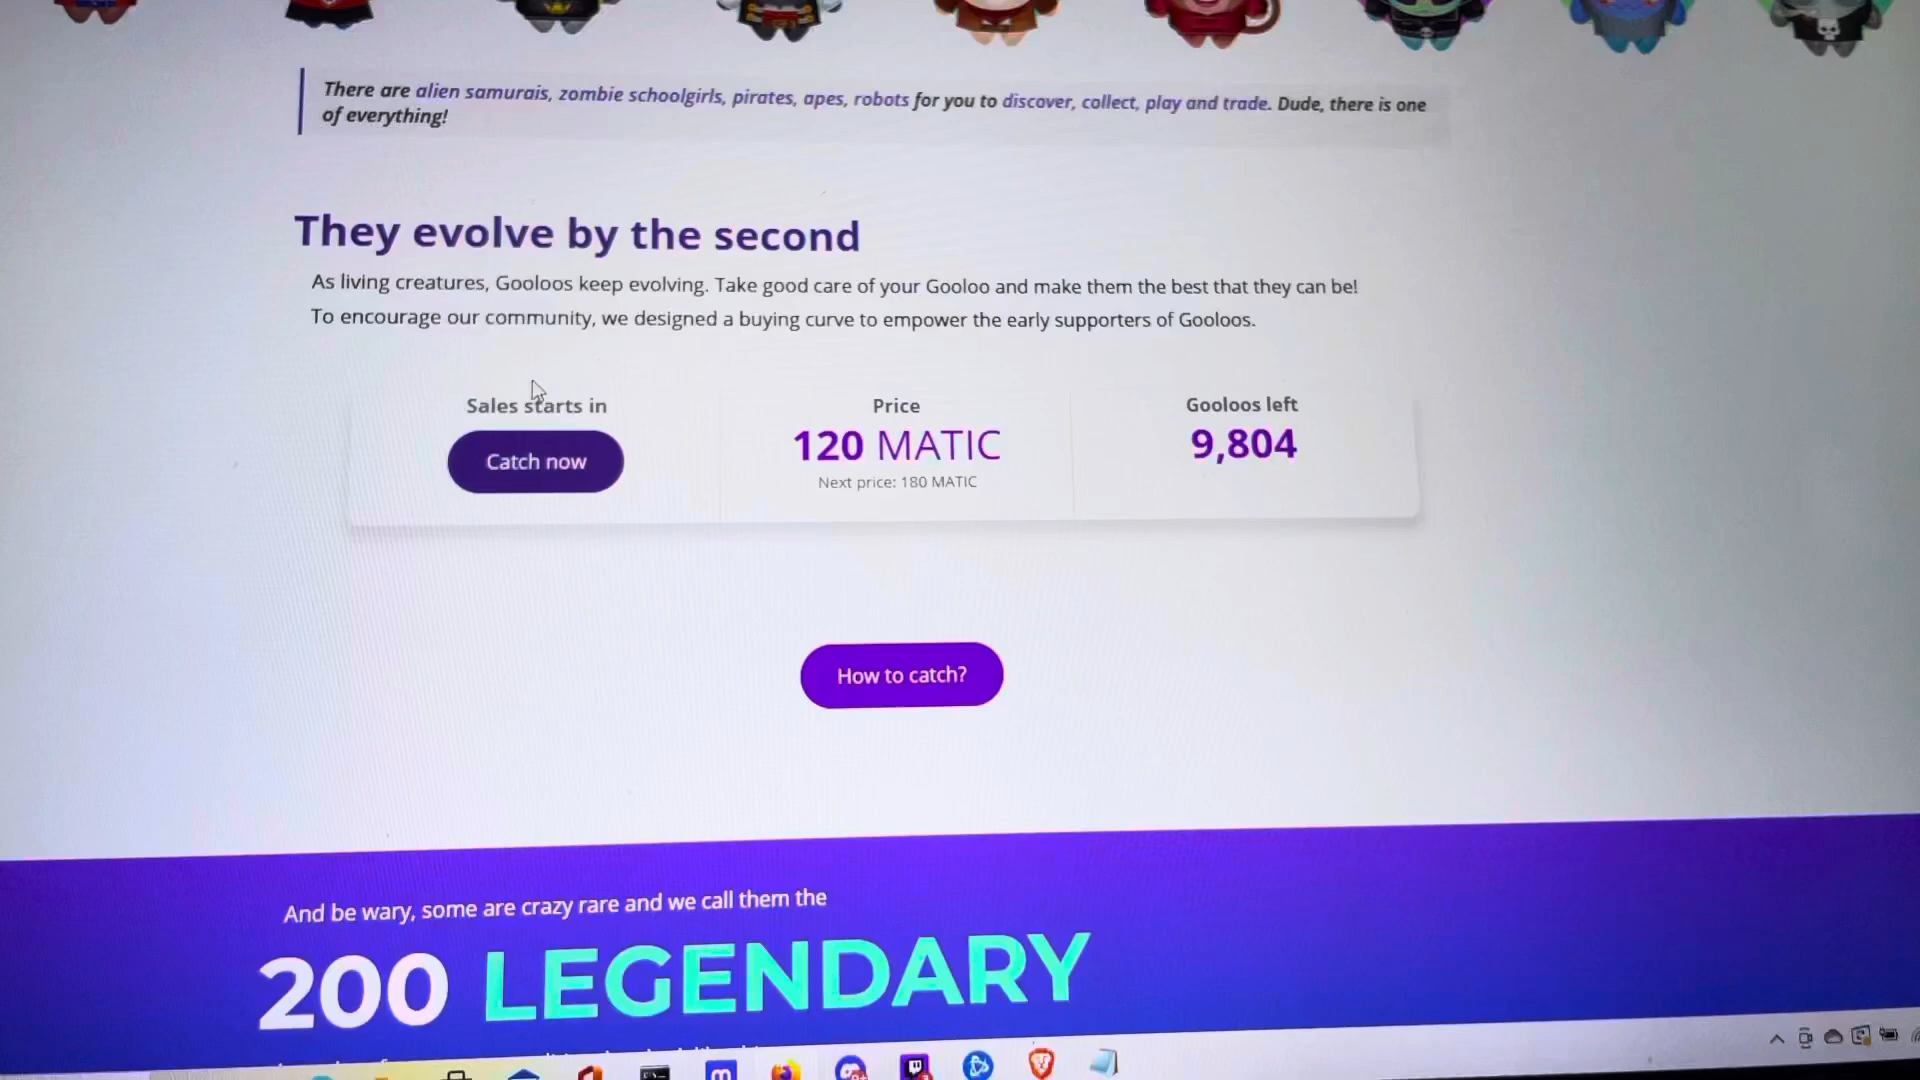 There are alien samurais, zombie schoolgirls, pirates, apes, robots for you to discover, collect, play and trade. Dude, there is one
of everything!
They evolve by the second
As living creatures, Gooloos keep evolving. Take good care of your Gooloo and make them the best that they can be!
To encourage our community, we designed a buying curve to empower the early supporters of Gooloos.
Sales starts in
Catch now
Price
120 MATIC
Next price: 180 MATIC
Gooloos left
9,804
How to catch?
And be wary, some are crazy rare and we call them the
200 LEGENDARY